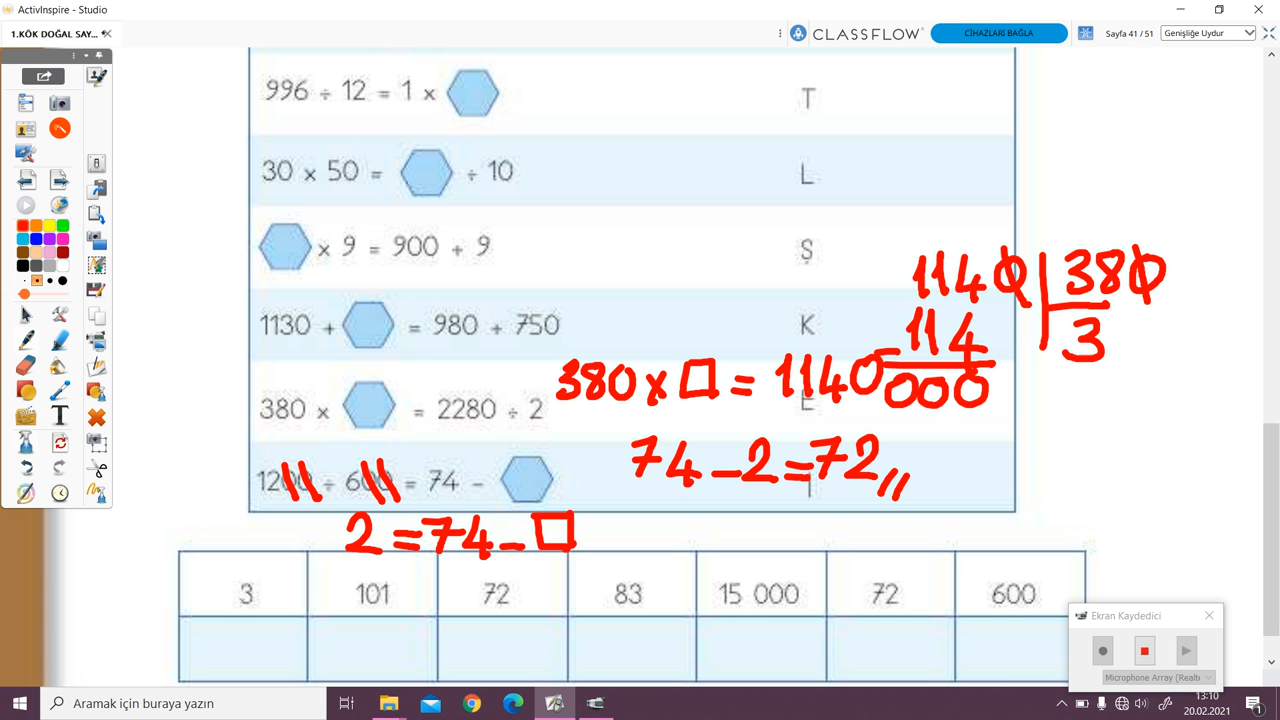 ActivInspire - Studio
1.KÖK DOĞAL SAY...
CLASSFLOW
CİHAZLARI BAĞLA
Sayfa 41 / 51
Genişliğe Uydur
996 ÷ 12 = 1 x
T
30 x 50 = ÷ 10
L
x 9 = 900 + 9
Ş
1140 380
114 3
000
1130 + = 980 + 750
K
380 x □ = 1140
380 x = 2280 ÷ 2
E
74 - 2 = 72 //
1200 ÷ 600 = 74 -
İ
2 = 74 - □
3 101 72 83 15 000 72 600
Ekran Kaydedici
Microphone Array (Realte
Aramak için buraya yazın
13:10
20.02.2021
1